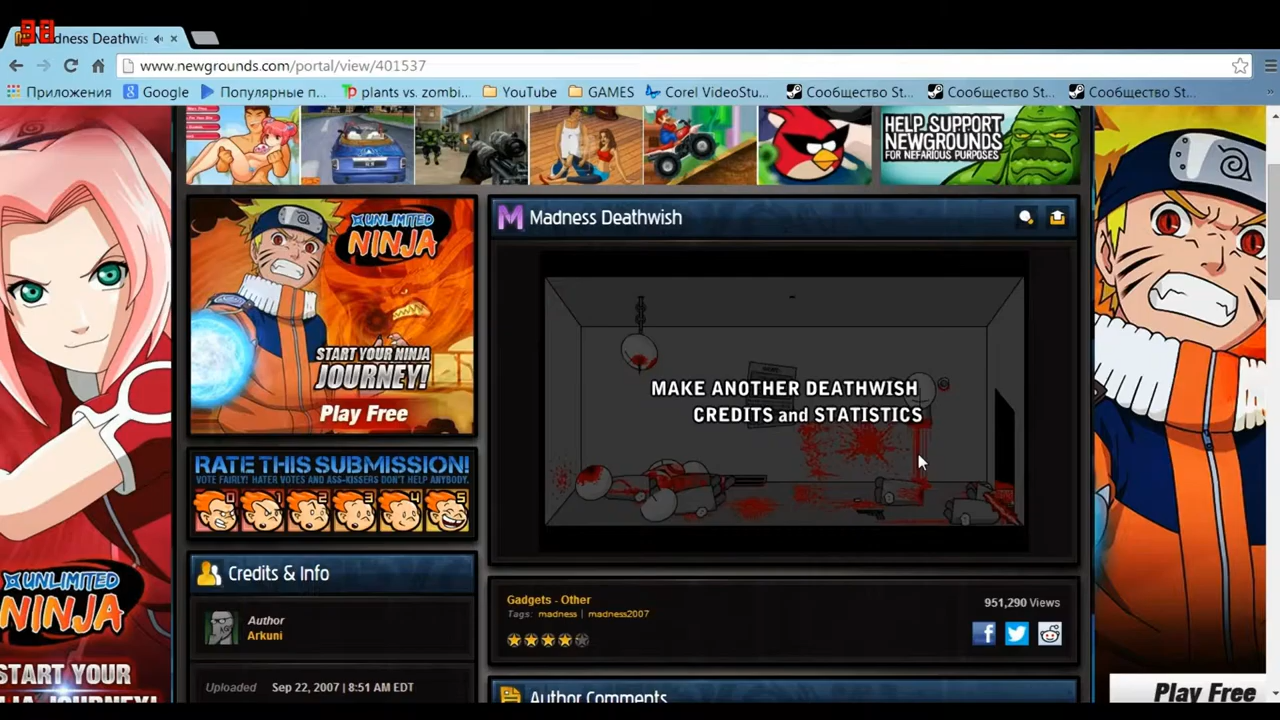 98
Madness Deathwis
www.newgrounds.com/portal/view/401537
Приложения
Google
Популярные п...
plants vs. zombi...
YouTube
GAMES
Corel VideoStu...
Сообщество St...
Сообщество St...
Сообщество St...
HELP SUPPORT
NEWGROUNDS
FOR NEFARIOUS PURPOSES
UNLIMITED
NINJA
START YOUR NINJA
JOURNEY!
Play Free
M Madness Deathwish
MAKE ANOTHER DEATHWISH
CREDITS and STATISTICS
RATE THIS SUBMISSION!
VOTE FAIRLY! HATER VOTES AND ASS-KISSERS DON'T HELP ANYBODY.
0 1 2 3 4 5
Credits & Info
Author
Arkuni
Uploaded Sep 22, 2007 | 8:51 AM EDT
Gadgets - Other
Tags: madness | madness2007
951,290 Views
Author Comments
UNLIMITED
NINJA
START YOUR
NINJA JOURNEY!
Play Free